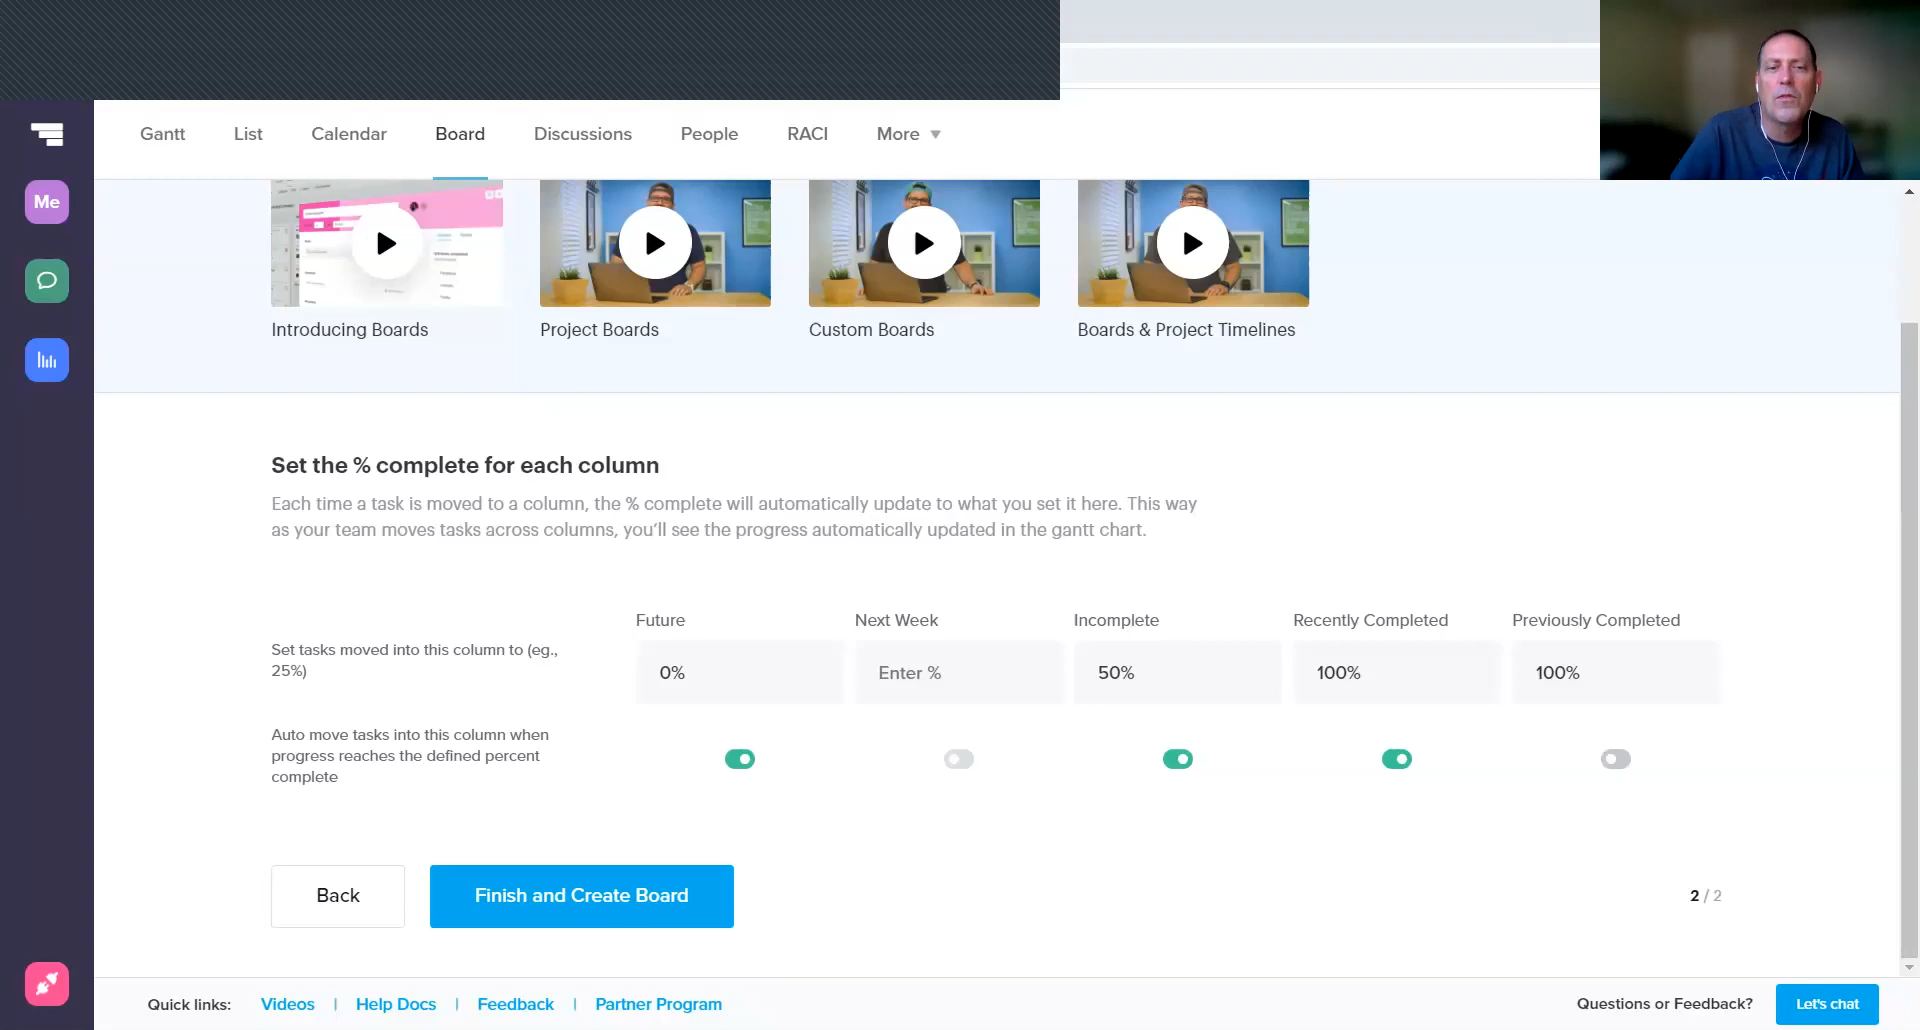 Gantt List Calendar Board Discussions People RACI More
Me
Introducing Boards Project Boards Custom Boards Boards & Project Timelines
Set the % complete for each column
Each time a task is moved to a column, the % complete will automatically update to what you set it here. This way
as your team moves tasks across columns, you’ll see the progress automatically updated in the gantt chart.
Future Next Week Incomplete Recently Completed Previously Completed
Set tasks moved into this column to (eg.,
25%)
0% Enter % 50% 100% 100%
Auto move tasks into this column when
progress reaches the defined percent
complete
Back Finish and Create Board 2 / 2
Quick links: Videos | Help Docs | Feedback | Partner Program Questions or Feedback? Let's chat